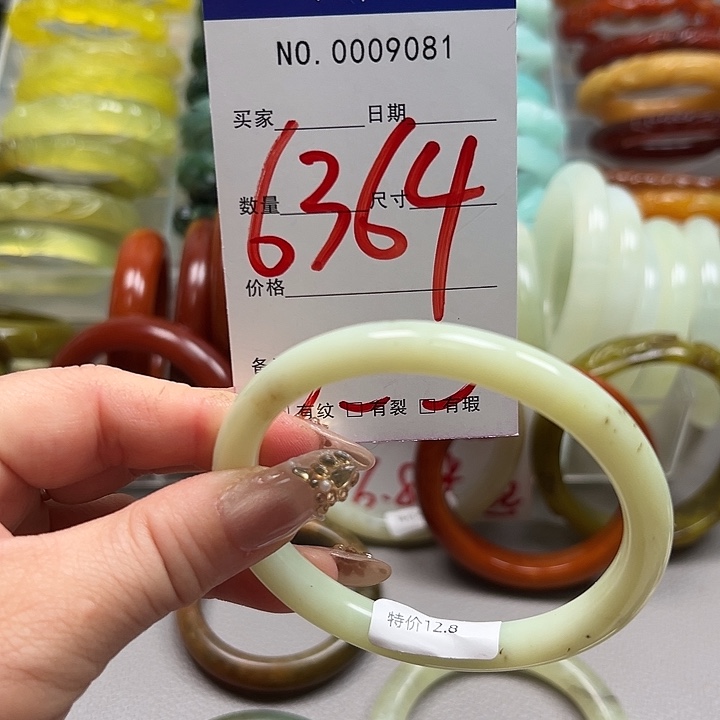 NO. 0009081
买家 日期
6364
数量 尺寸
价格
有纹 有裂 有瑕
特价12.8